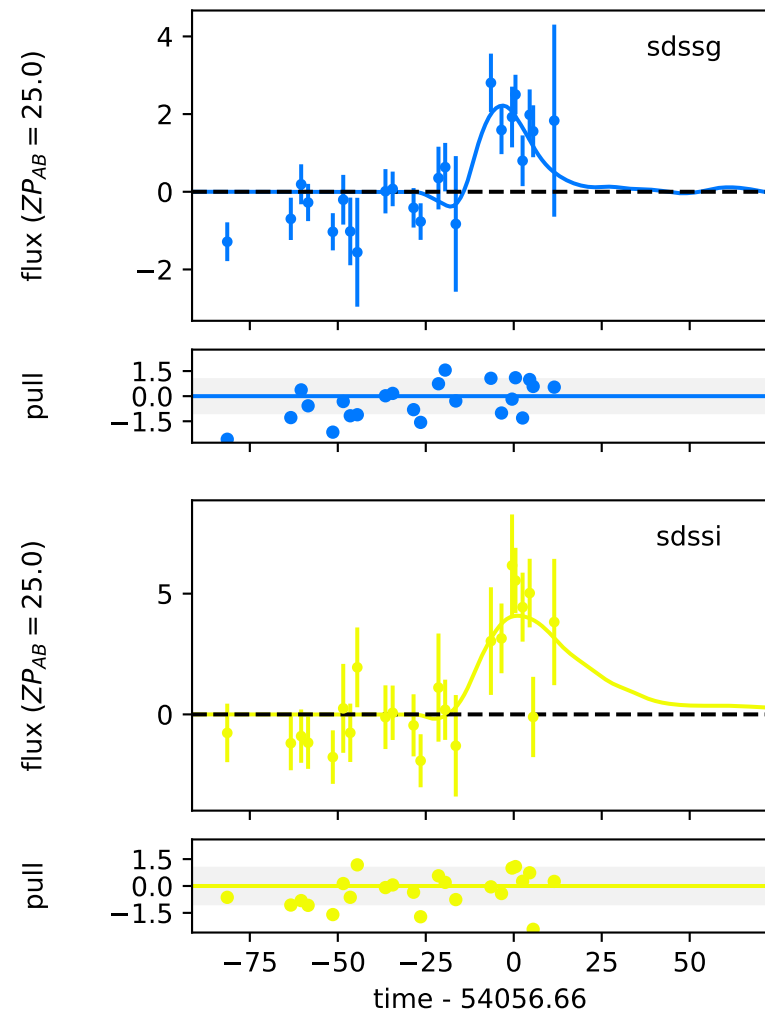 4
2
0
−2
flux (ZP_AB = 25.0)
sdssg
1.5
0.0
−1.5
pull
5
0
flux (ZP_AB = 25.0)
sdssi
1.5
0.0
−1.5
pull
−75 −50 −25 0 25 50
time - 54056.66